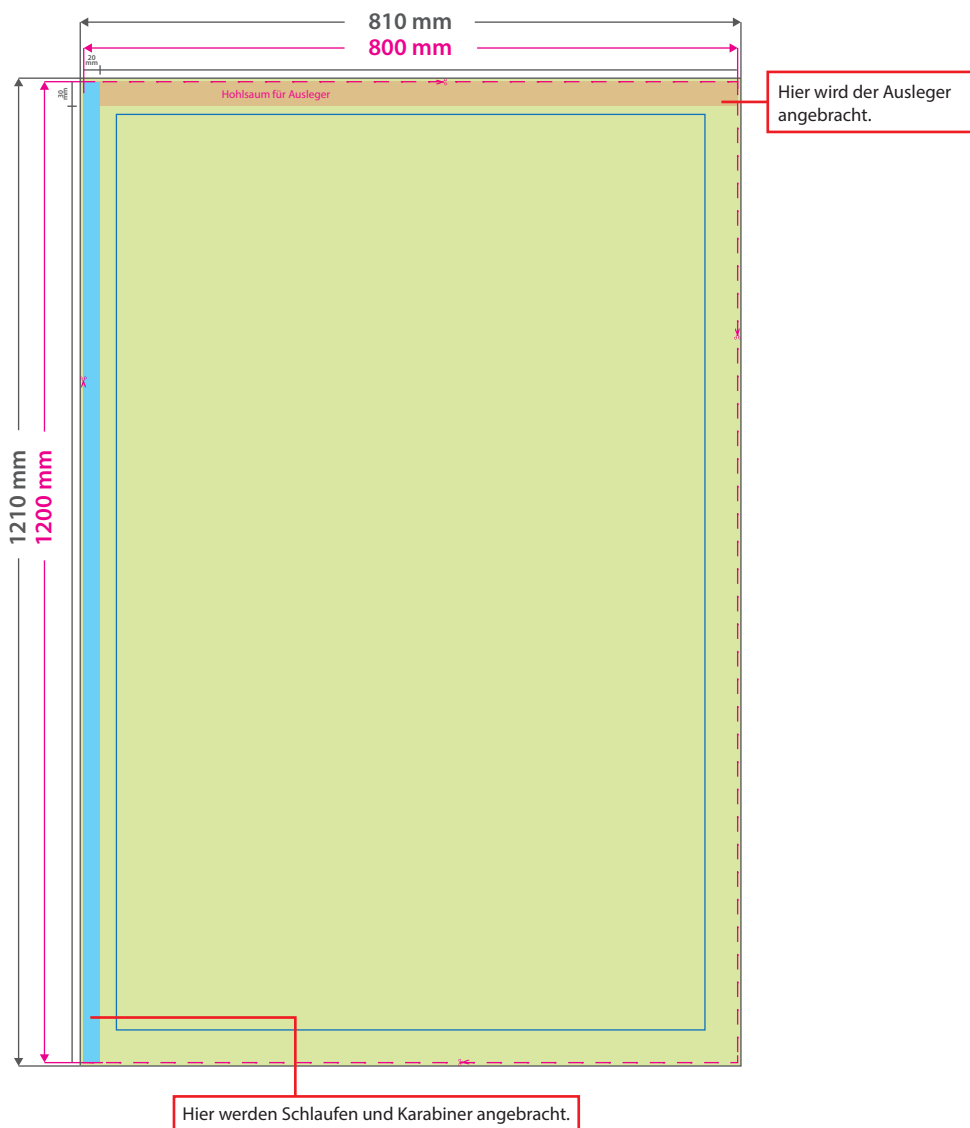 810 mm
800 mm
20
mm
30
mm
Hohlsaum für Ausleger
Hier wird der Ausleger
angebracht.
1210 mm
1200 mm
Hier werden Schlaufen und Karabiner angebracht.